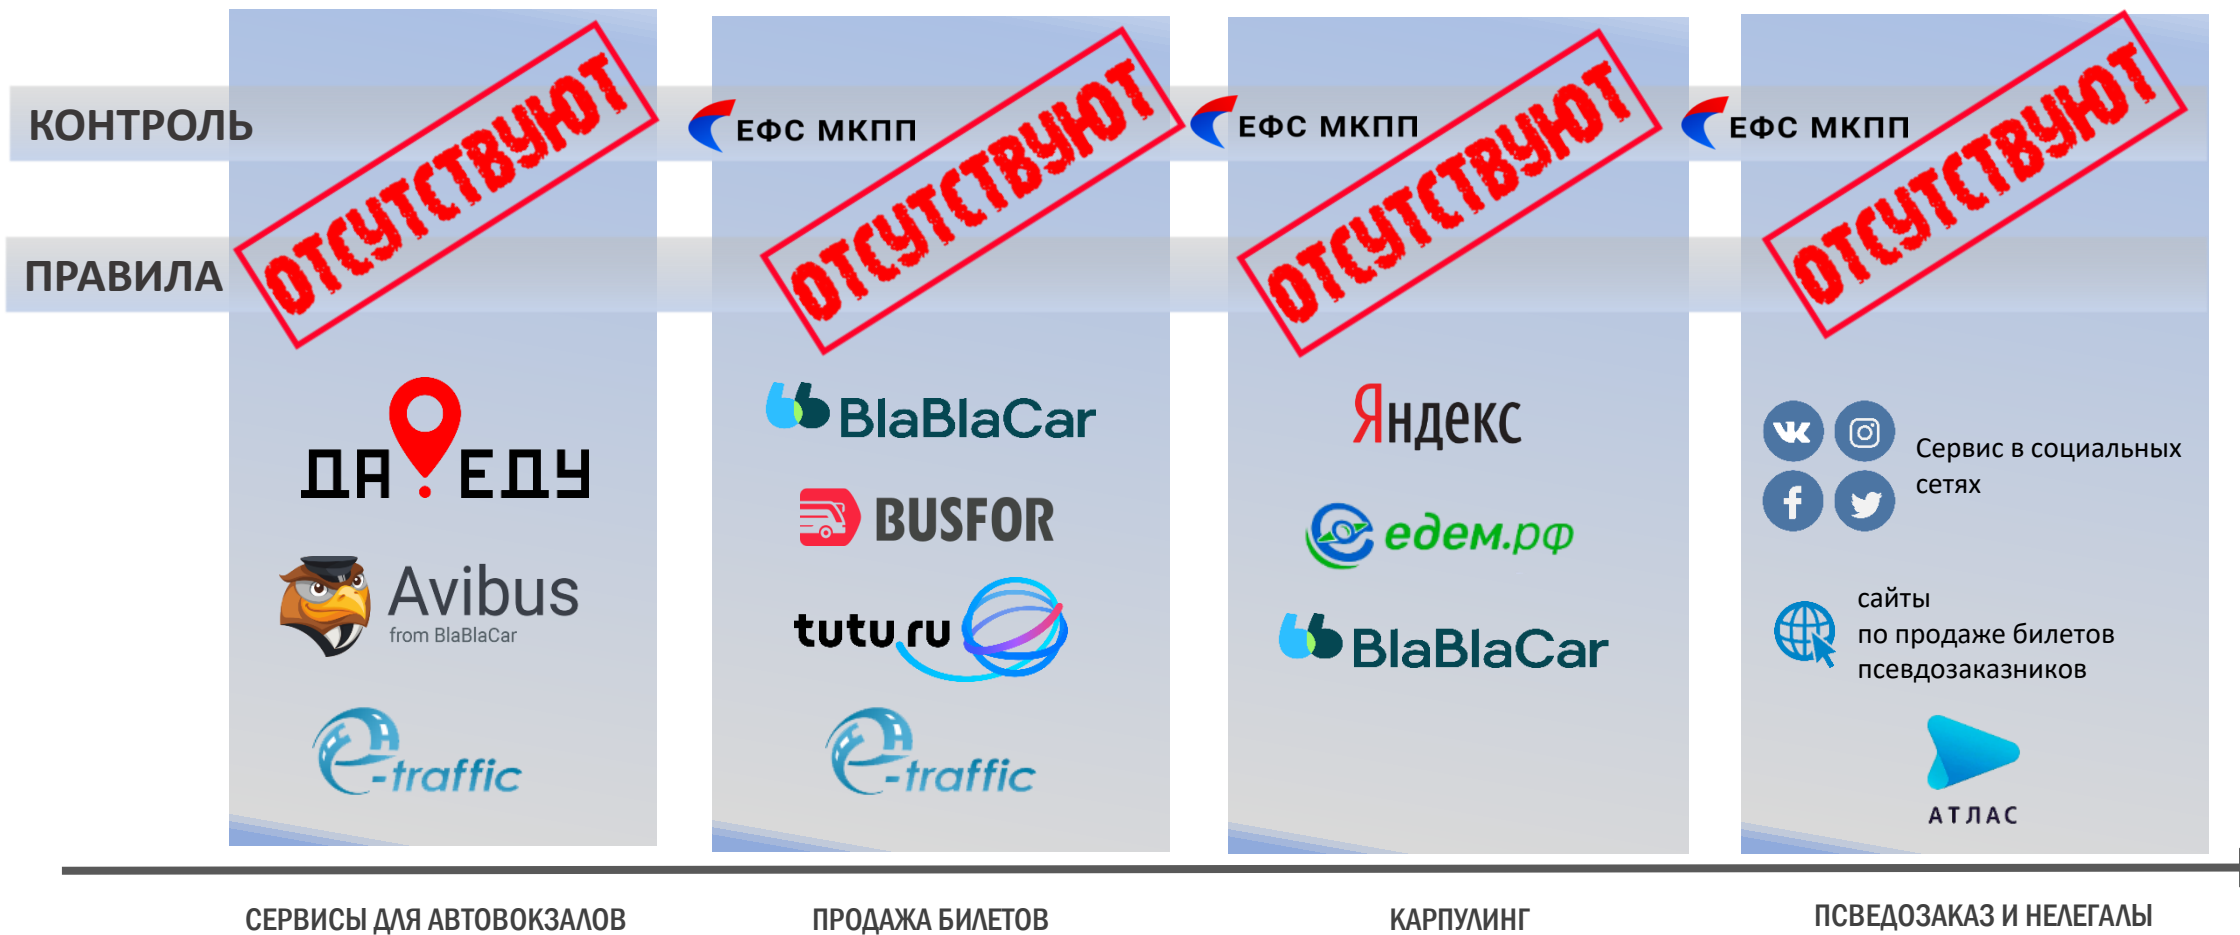 КОНТРОЛЬ
ПРАВИЛА
ОТСУТСТВУЮТ
ДА ЕДУ
Avibus
from BlaBlaCar
e-traffic
СЕРВИСЫ ДЛЯ АВТОВОКЗАЛОВ
ЕФС МКПП
ОТСУТСТВУЮТ
BlaBlaCar
BUSFOR
tutu.ru
e-traffic
ПРОДАЖА БИЛЕТОВ
ЕФС МКПП
ОТСУТСТВУЮТ
Яндекс
едем.рф
BlaBlaCar
КАРПУЛИНГ
ЕФС МКПП
ОТСУТСТВУЮТ
Сервис в социальных
сетях
сайты
по продаже билетов
псевдозаказников
АТЛАС
ПСВЕДОЗАКАЗ И НЕЛЕГАЛЫ